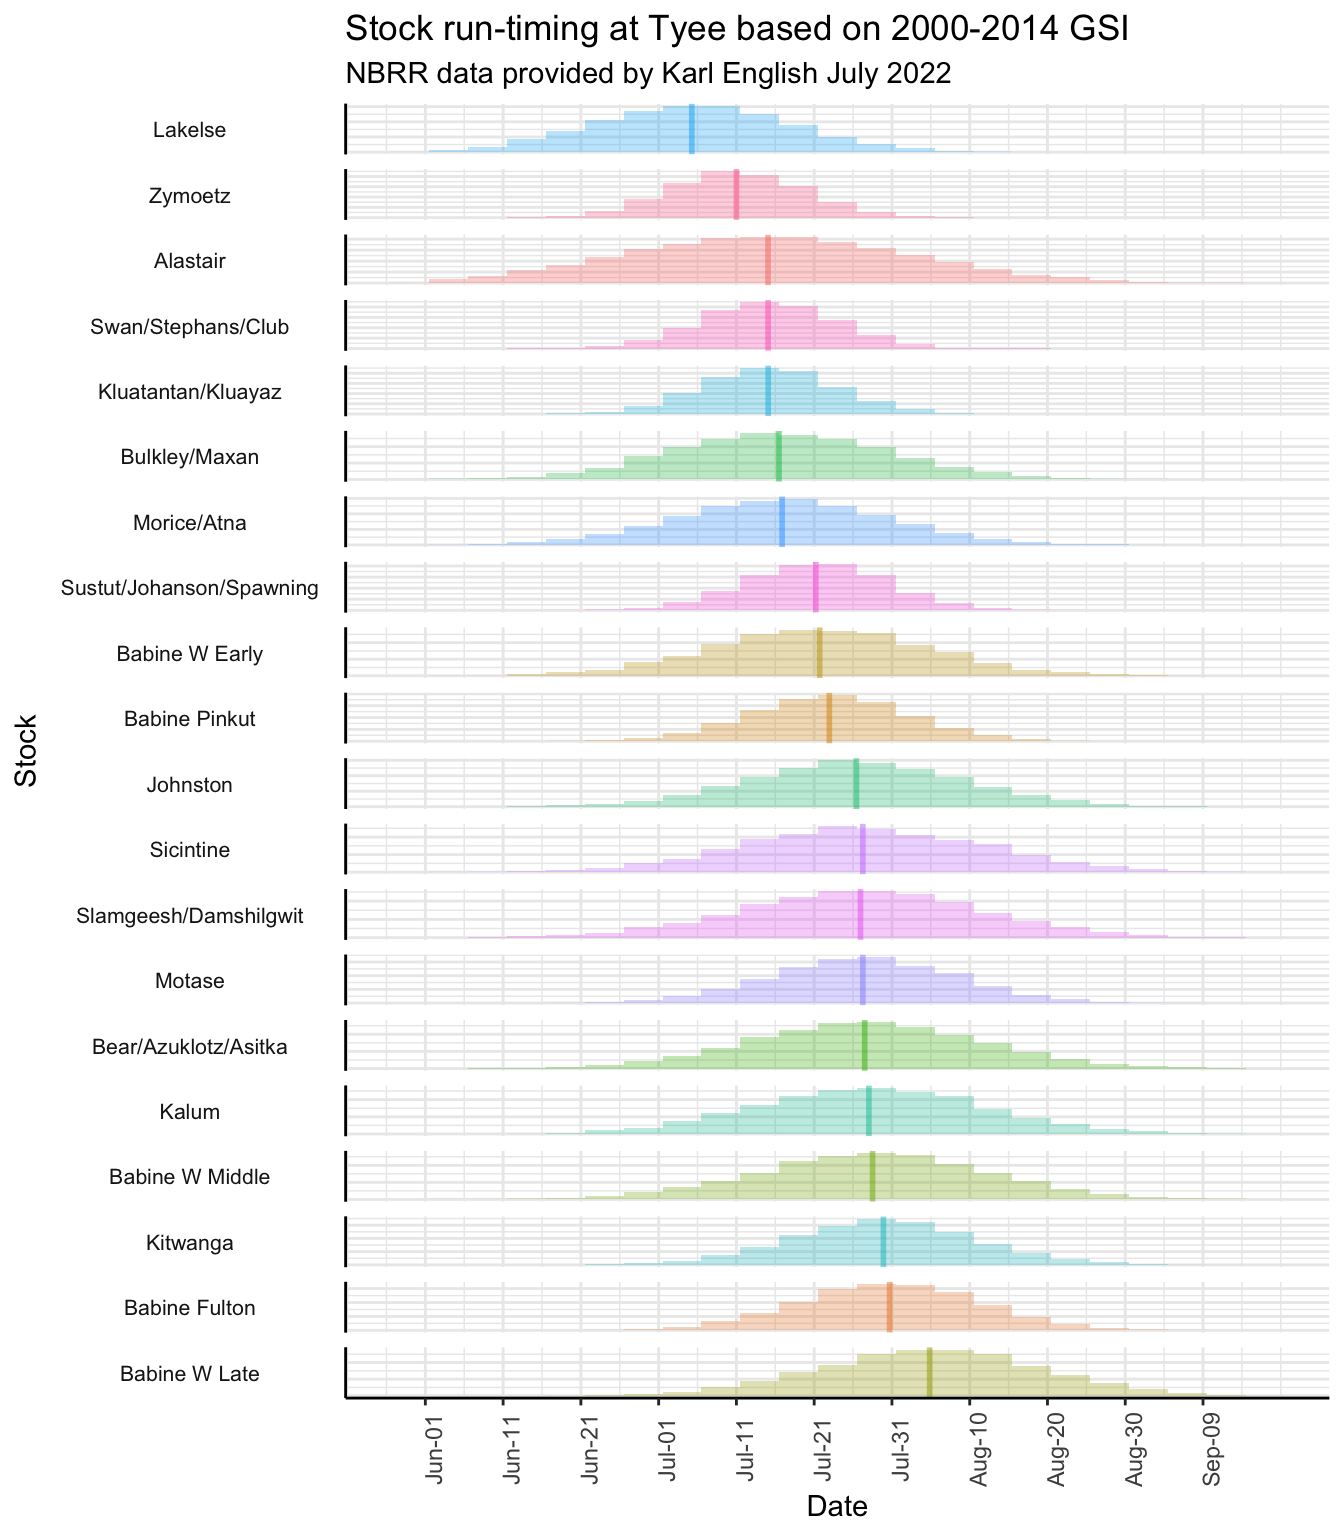 Stock run-timing at Tyee based on 2000-2014 GSI
NBRR data provided by Karl English July 2022
Stock
Lakelse
Zymoetz
Alastair
Swan/Stephans/Club
Kluatantan/Kluayaz
Bulkley/Maxan
Morice/Atna
Sustut/Johanson/Spawning
Babine W Early
Babine Pinkut
Johnston
Sicintine
Slamgeesh/Damshilgwit
Motase
Bear/Azuklotz/Asitka
Kalum
Babine W Middle
Kitwanga
Babine Fulton
Babine W Late
Jun-01
Jun-11
Jun-21
Jul-01
Jul-11
Jul-21
Jul-31
Aug-10
Aug-20
Aug-30
Sep-09
Date